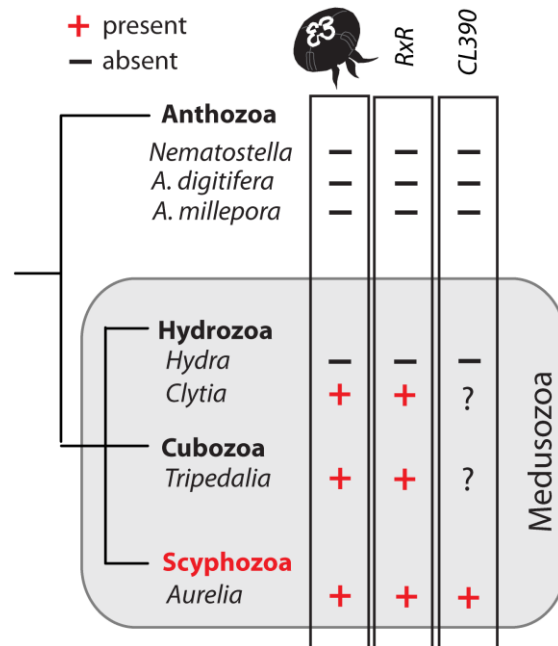 + present
− absent
RxR
CL390
Anthozoa
Nematostella − − −
A. digitifera − − −
A. millepora − − −
Hydrozoa
Hydra − − −
Clytia + + ?
Cubozoa
Tripedalia + + ?
Scyphozoa
Aurelia + + +
Medusozoa